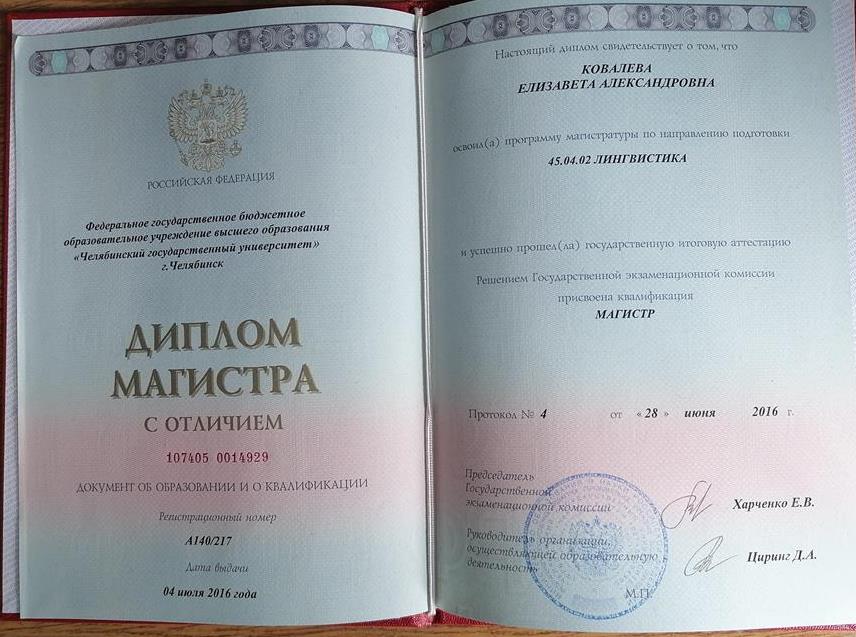 РОССИЙСКАЯ ФЕДЕРАЦИЯ
Федеральное государственное бюджетное
образовательное учреждение высшего образования
«Челябинский государственный университет»
г.Челябинск
ДИПЛОМ
МАГИСТРА
С ОТЛИЧИЕМ
107405 0014929
ДОКУМЕНТ ОБ ОБРАЗОВАНИИ И О КВАЛИФИКАЦИИ
Регистрационный номер
А140/217
Дата выдачи
04 июля 2016 года
Настоящий диплом свидетельствует о том, что
КОВАЛЕВА
ЕЛИЗАВЕТА АЛЕКСАНДРОВНА
освоил(а) программу магистратуры по направлению подготовки
45.04.02 ЛИНГВИСТИКА
и успешно прошел(ла) государственную итоговую аттестацию
Решением Государственной экзаменационной комиссии
присвоена квалификация
МАГИСТР
Протокол № 4 от « 28 » июня 2016 г.
Председатель
Государственной
экзаменационной комиссии
Харченко Е.В.
Руководитель организации,
осуществляющей образовательную
деятельность
Циринг Д.А.
М.П.